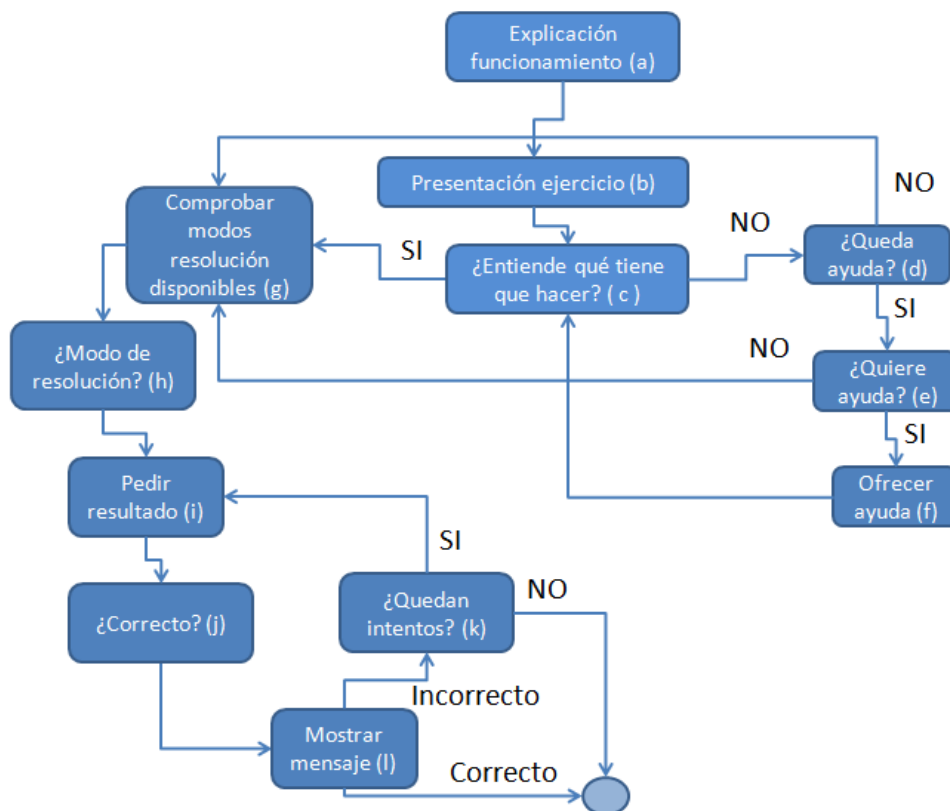 Explicación
funcionamiento (a)
Presentación ejercicio (b)
NO
Comprobar
modos
resolución
disponibles (g)
SI
¿Entiende qué tiene
que hacer? ( c )
NO
¿Queda
ayuda? (d)
SI
¿Modo de
resolución? (h)
NO
¿Quiere
ayuda? (e)
SI
Pedir
resultado (i)
Ofrecer
ayuda (f)
SI
¿Correcto? (j)
¿Quedan
intentos? (k)
NO
Incorrecto
Mostrar
mensaje (l)
Correcto